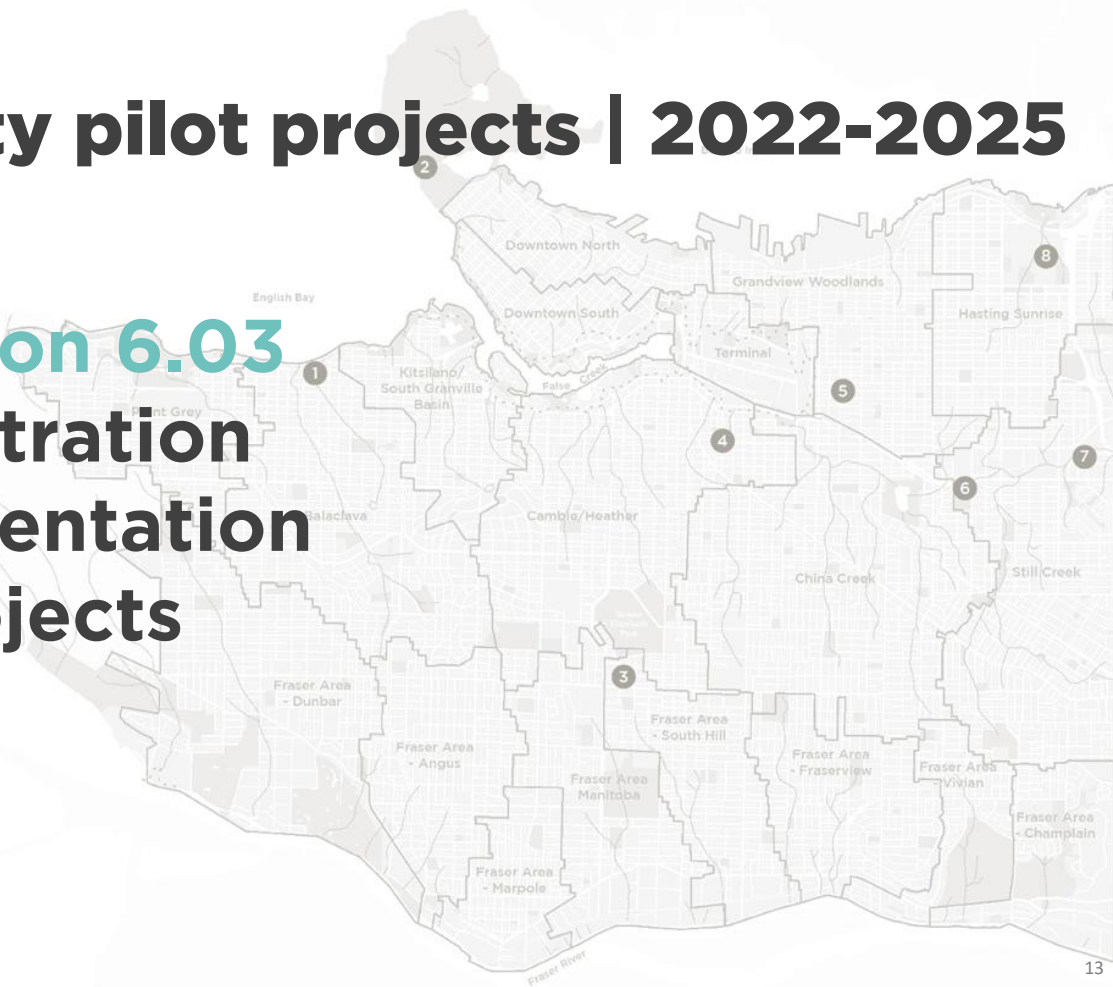 ty pilot projects | 2022-2025
2
Downtown North
8
Grandview Woodlands
English Bay
Downtown South
Hasting Sunrise
on 6.03
Terminal
1
Kitsilano/
South Granville
Basin
False Creek
5
Point Grey
tration
4
7
6
entation
Balaclava
Cambie/Heather
China Creek
Still Creek
jects
3
Fraser Area
- Dunbar
Fraser Area
- South Hill
Fraser Area
- Angus
Fraser Area
- Fraserview
Fraser Area
- Vivian
Fraser Area
Manitoba
Fraser Area
- Champlain
Fraser Area
- Marpole
Fraser River
13